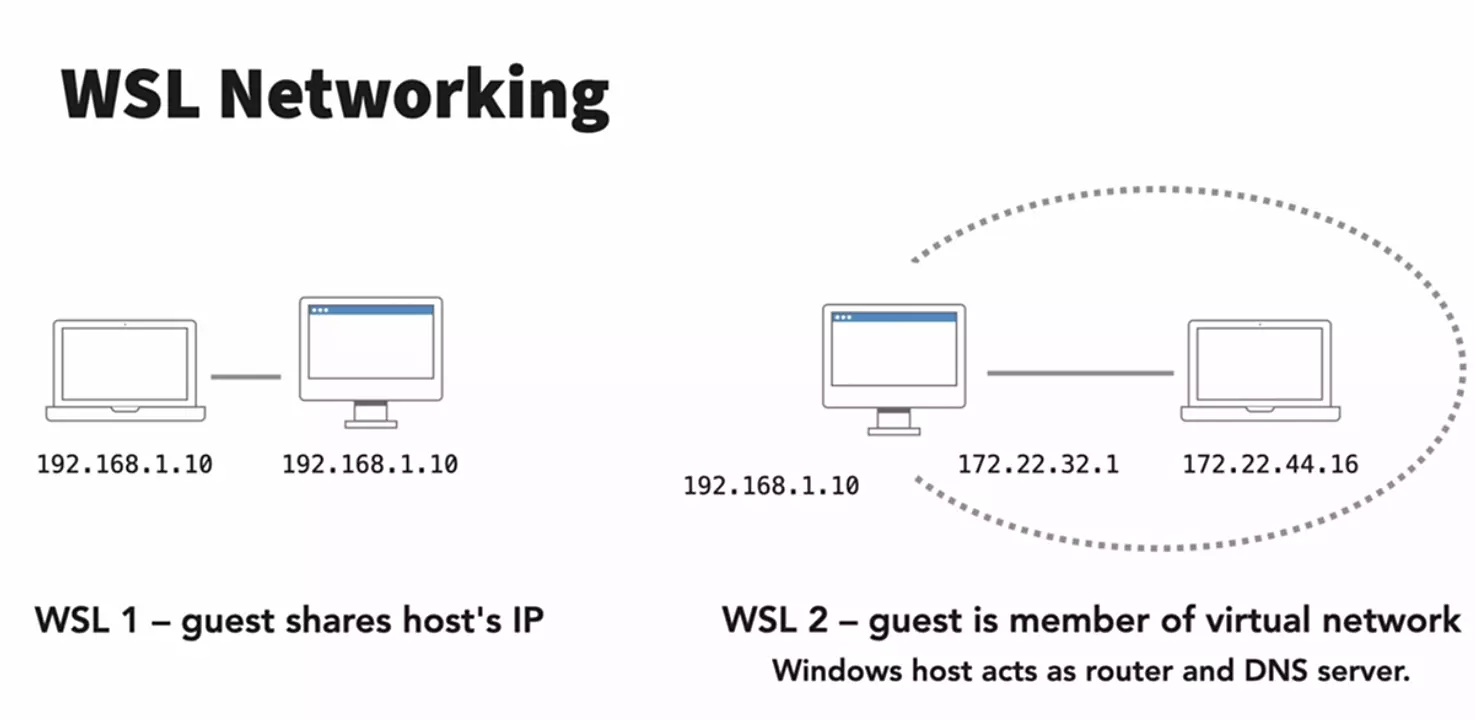 WSL Networking
192.168.1.10
192.168.1.10
WSL 1 – guest shares host's IP
192.168.1.10
172.22.32.1
172.22.44.16
WSL 2 – guest is member of virtual network
Windows host acts as router and DNS server.